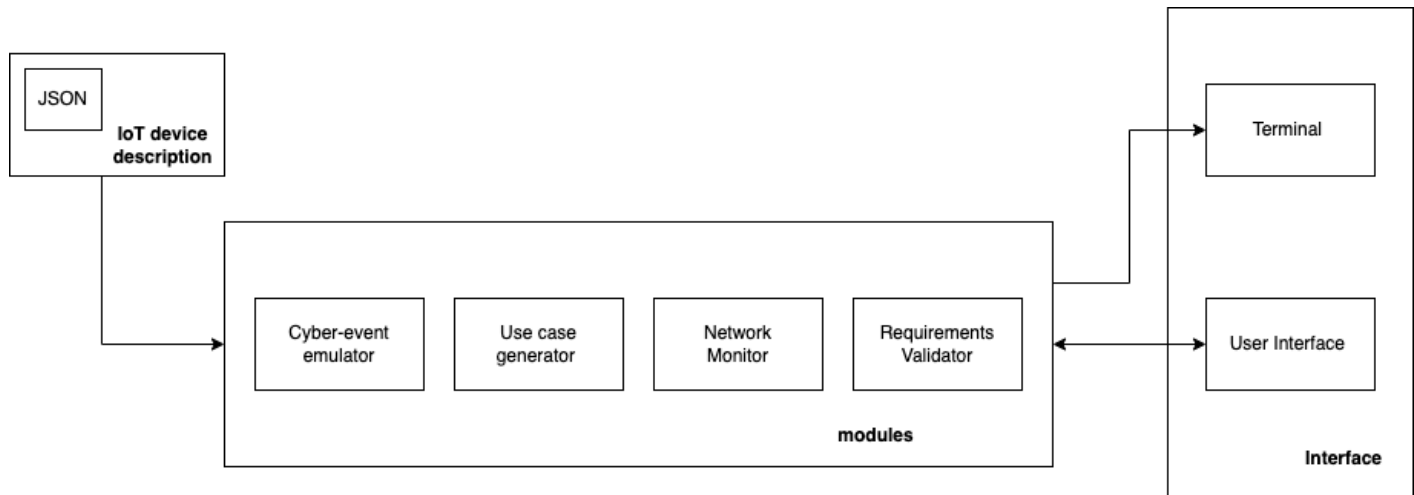 JSON
IoT device
description
Terminal
Cyber-event
emulator
Use case
generator
Network
Monitor
Requirements
Validator
User Interface
modules
Interface